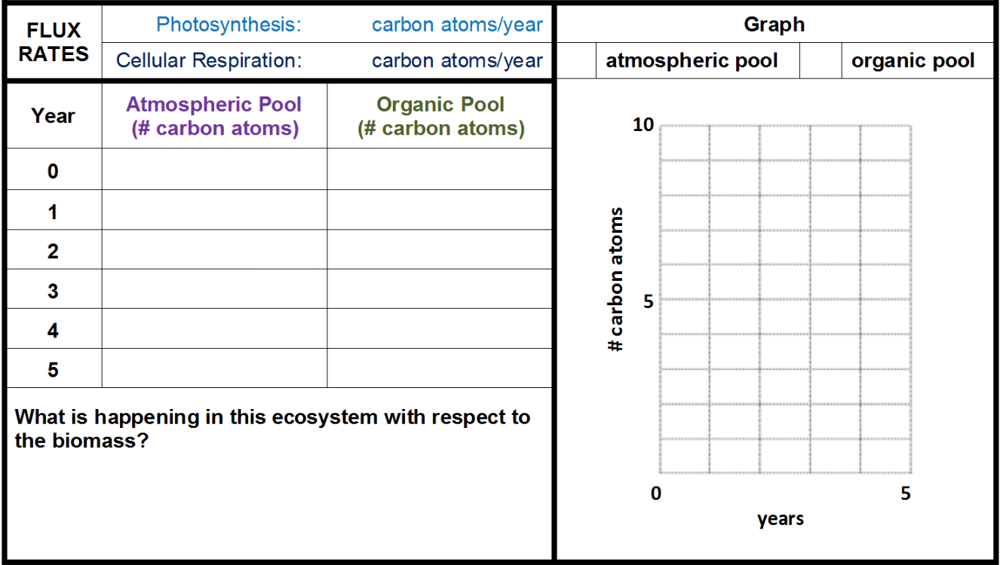 FLUX
RATES
Photosynthesis: carbon atoms/year
Cellular Respiration: carbon atoms/year
Year
Atmospheric Pool
(# carbon atoms)
Organic Pool
(# carbon atoms)
0
1
2
3
4
5
What is happening in this ecosystem with respect to
the biomass?
Graph
atmospheric pool
organic pool
10
5
# carbon atoms
0
5
years